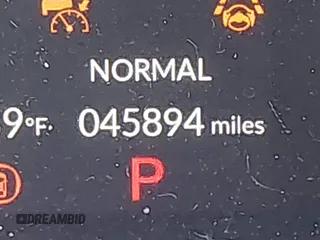 NORMAL
9°F 045894 miles
P
DREAMBID